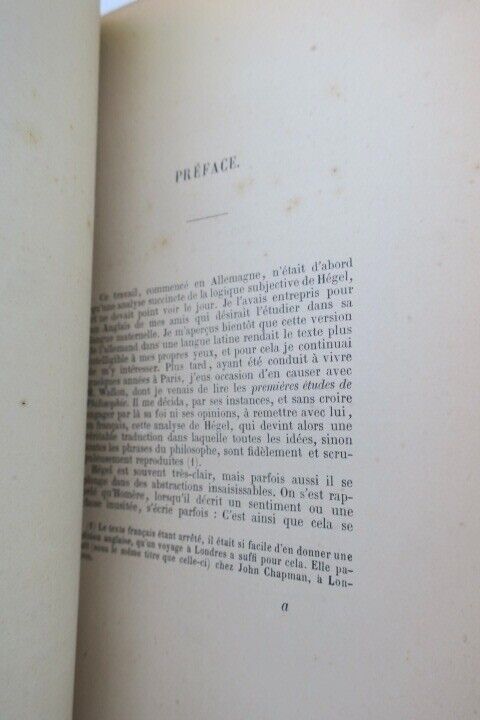 PRÉFACE.
Ce travail, commencé en Allemagne, n'était d'abord
qu'une analyse succincte de la logique subjective de Hégel,
et ne devait point voir le jour. Je l'avais entrepris pour
un Anglais de mes amis qui désirait l'étudier dans sa
langue maternelle. Je m'aperçus bientôt que cette version
de l'allemand dans une langue latine rendait le texte plus
intelligible à mes propres yeux, et pour cela je continuai
de m'y intéresser. Plus tard, ayant été conduit à vivre
quelques années à Paris, j'eus occasion d'en causer avec
M. Wallon, dont je venais de lire les premières études de
philosophie. Il me décida, par ses instances, et sans croire
engager par là sa foi ni ses opinions, à remettre avec lui,
en français, cette analyse de Hégel, qui devint alors une
véritable traduction dans laquelle toutes les idées, sinon
toutes les phrases du philosophe, sont fidèlement et scru-
puleusement reproduites (1).
Hégel est souvent très-clair, mais parfois aussi il se
plonge dans des abstractions insaisissables. On s'est rap-
pelé qu'Homère, lorsqu'il décrit un sentiment ou une
chose inusitée, s'écrie parfois : C'est ainsi que cela se
(1) Le texte français étant arrêté, il était si facile d'en donner une
édition anglaise, qu'un voyage à Londres a suffi pour cela. Elle pa-
raît (sous le même titre que celle-ci) chez John Chapman, à Lon-
a